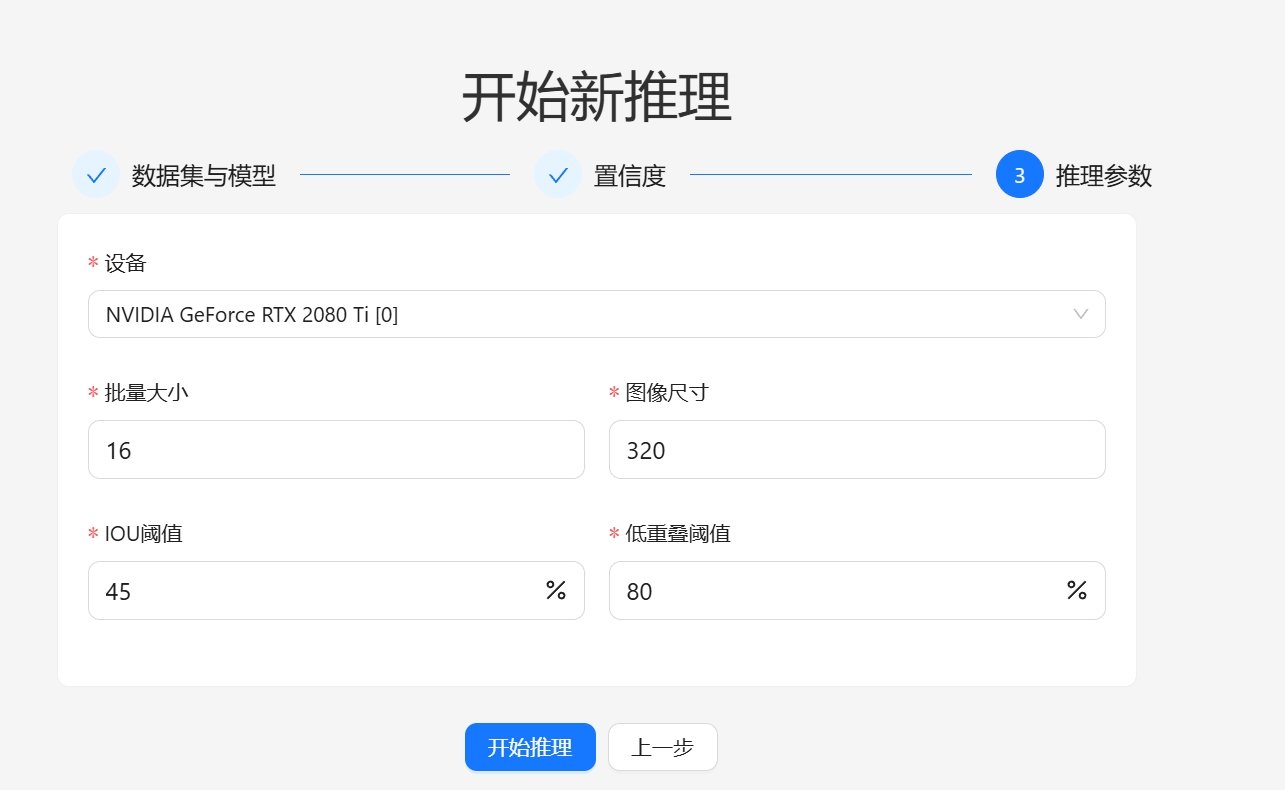 开始新推理
数据集与模型
置信度
3 推理参数
* 设备
NVIDIA GeForce RTX 2080 Ti [0]
* 批量大小
* 图像尺寸
16
320
* IOU阈值
* 低重叠阈值
45 %
80 %
开始推理
上一步